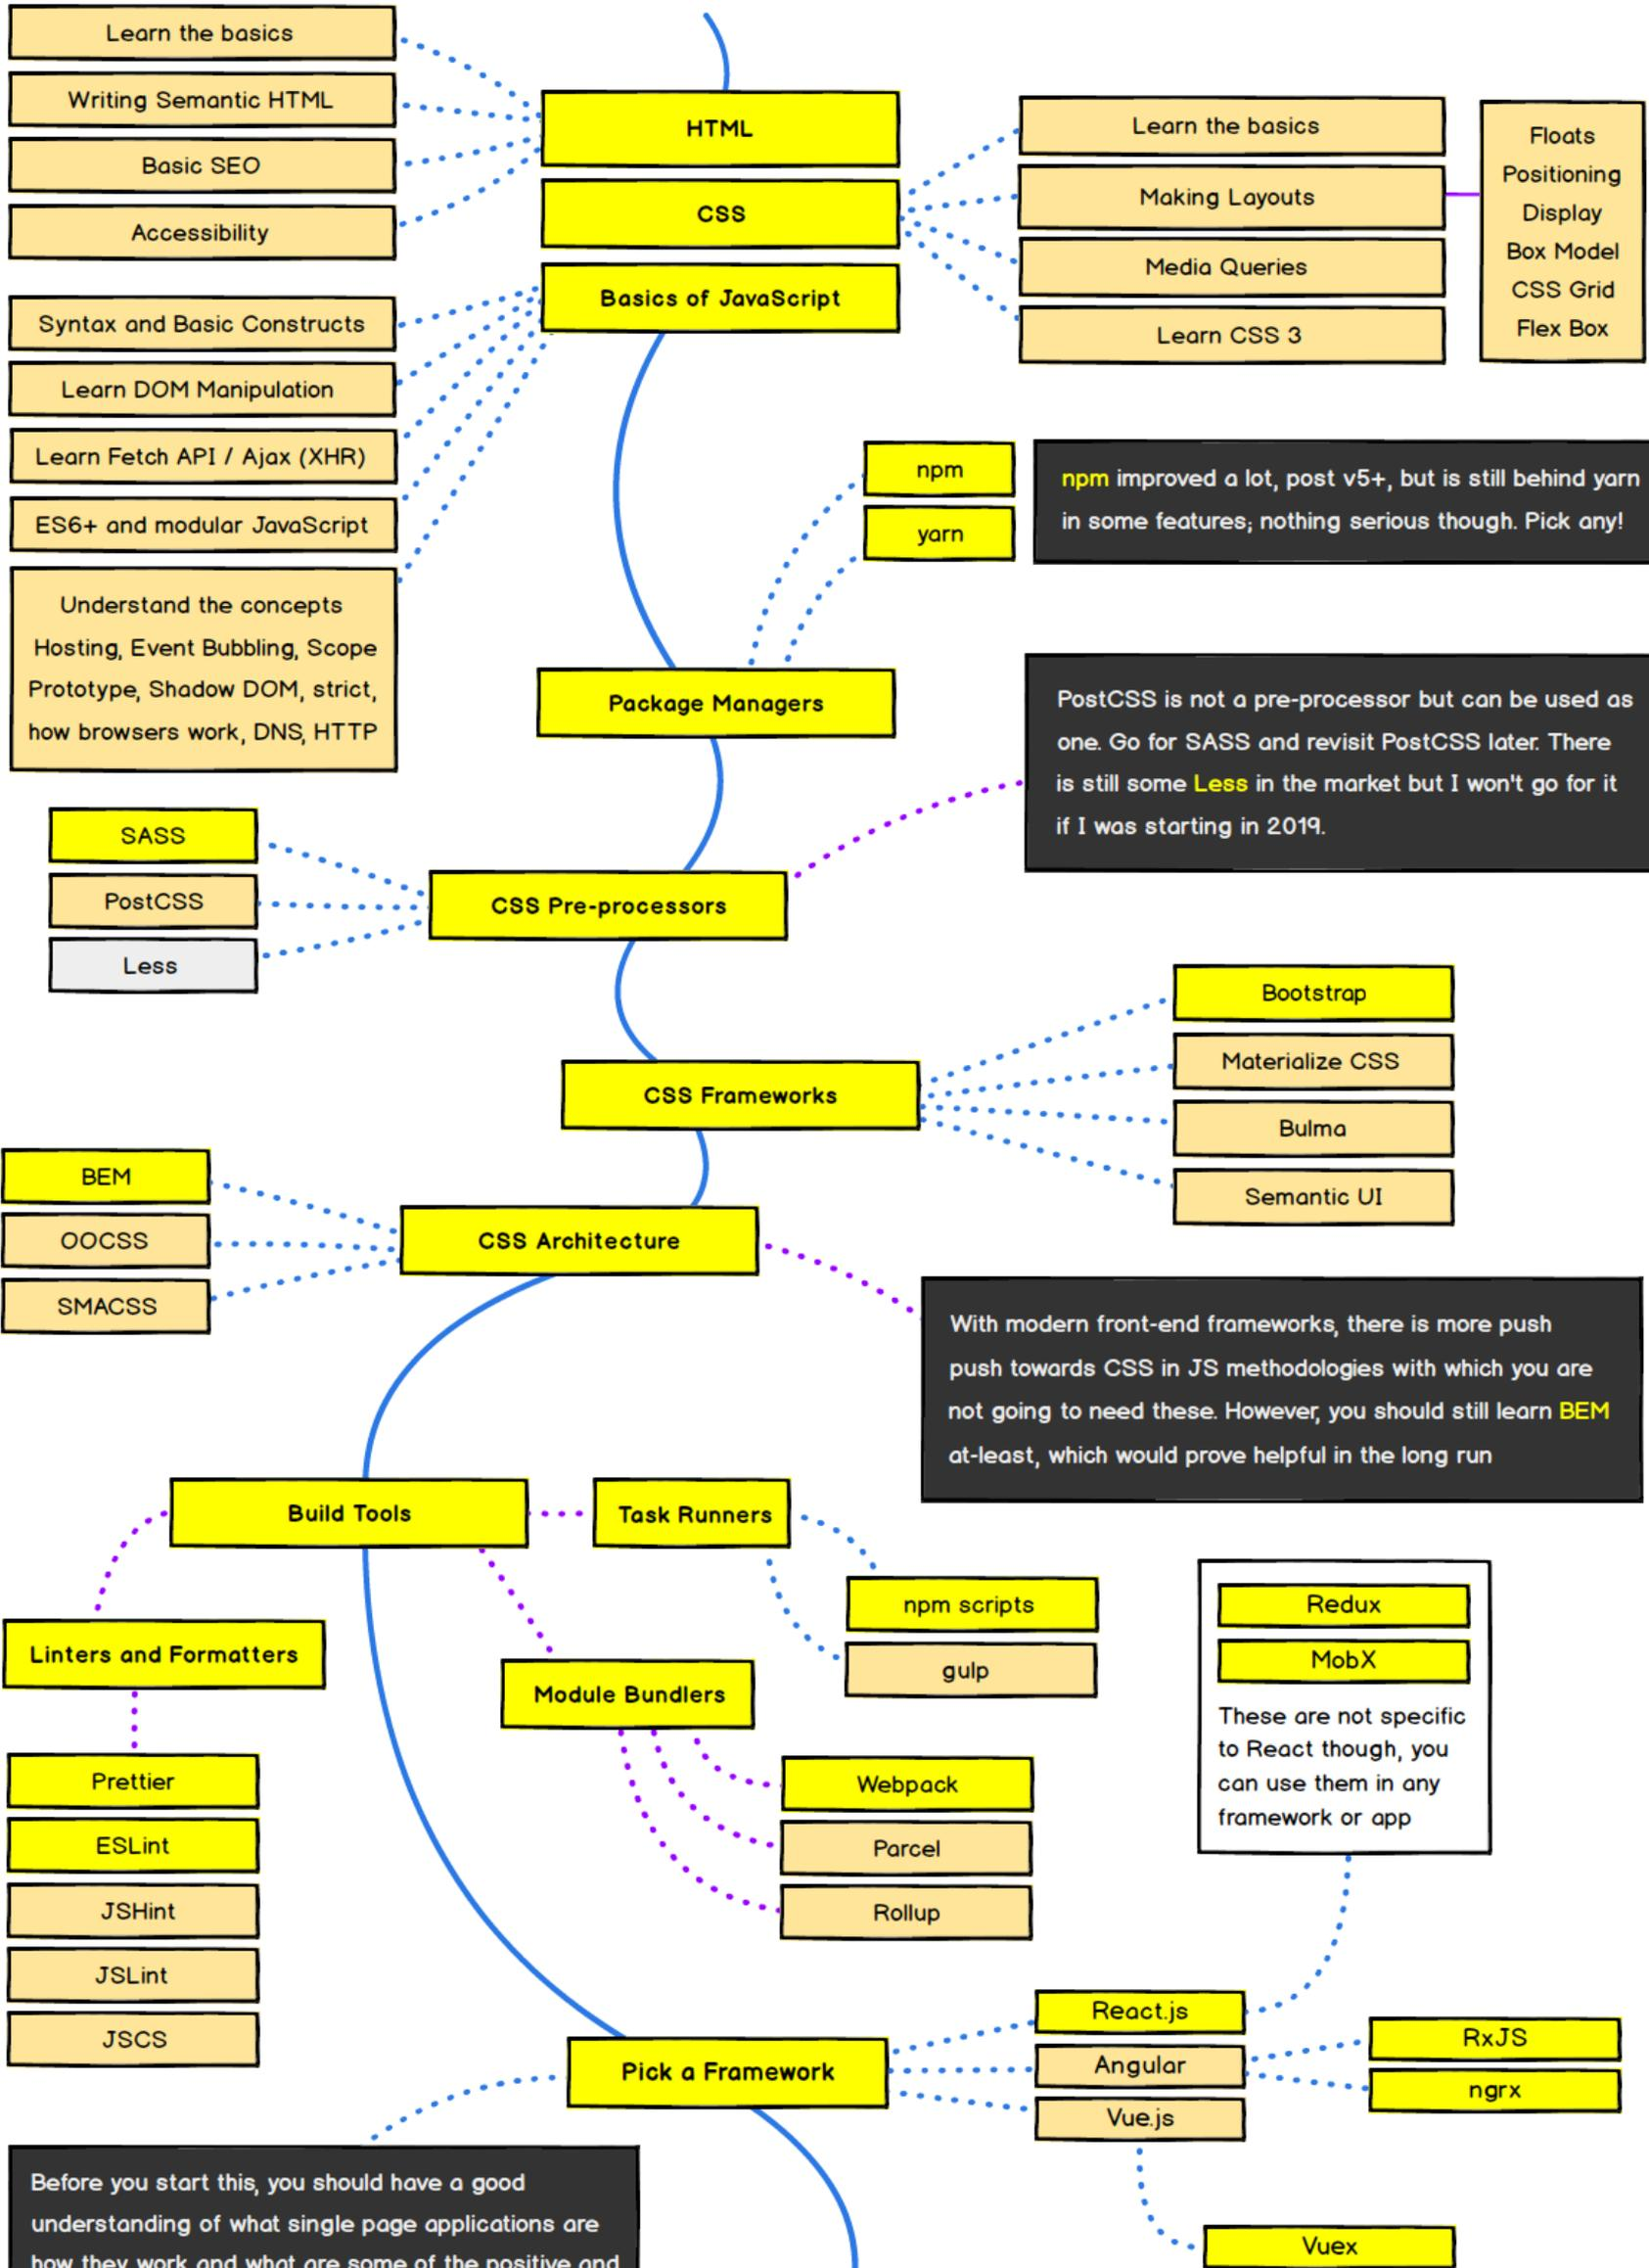 Learn the basics
Writing Semantic HTML
Basic SEO
Accessibility
HTML
CSS
Basics of JavaScript
Learn the basics
Making Layouts
Media Queries
Learn CSS 3
Floats
Positioning
Display
Box Model
CSS Grid
Flex Box
Syntax and Basic Constructs
Learn DOM Manipulation
Learn Fetch API / Ajax (XHR)
ES6+ and modular JavaScript
Understand the concepts
Hosting, Event Bubbling, Scope
Prototype, Shadow DOM, strict,
how browsers work, DNS, HTTP
npm
yarn
npm improved a lot, post v5+, but is still behind yarn
in some features; nothing serious though. Pick any!
Package Managers
PostCSS is not a pre-processor but can be used as
one. Go for SASS and revisit PostCSS later. There
is still some Less in the market but I won't go for it
if I was starting in 2019.
SASS
PostCSS
Less
CSS Pre-processors
CSS Frameworks
Bootstrap
Materialize CSS
Bulma
Semantic UI
BEM
OOCSS
SMACSS
CSS Architecture
With modern front-end frameworks, there is more push
push towards CSS in JS methodologies with which you are
not going to need these. However, you should still learn BEM
at-least, which would prove helpful in the long run
Build Tools
Task Runners
npm scripts
gulp
Linters and Formatters
Module Bundlers
Prettier
ESLint
JSHint
JSLint
JSCS
Webpack
Parcel
Rollup
Redux
MobX
These are not specific
to React though, you
can use them in any
framework or app
Pick a Framework
React.js
Angular
Vue.js
RxJS
ngrx
Vuex
Before you start this, you should have a good
understanding of what single page applications are
how they work and what are some of the positive and